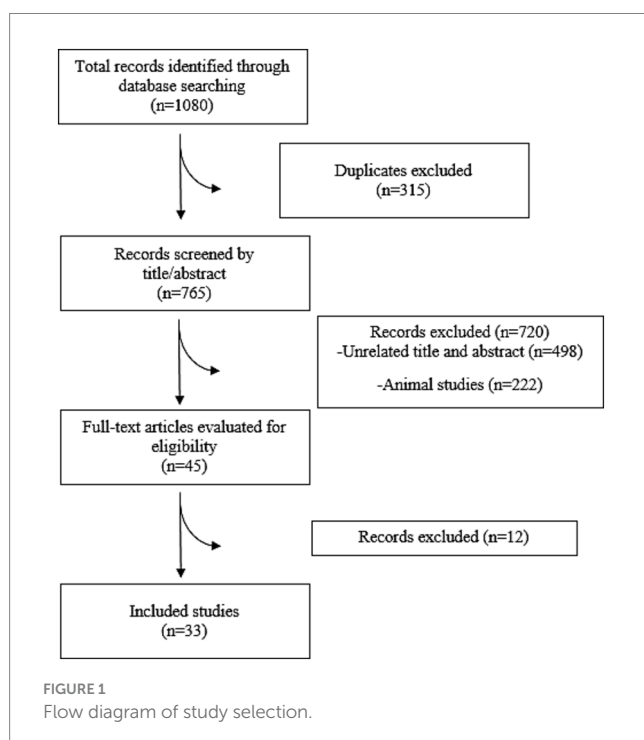 Total records identified through
database searching
(n=1080)
Duplicates excluded
(n=315)
Records screened by
title/abstract
(n=765)
Records excluded (n=720)
-Unrelated title and abstract (n=498)
-Animal studies (n=222)
Full-text articles evaluated for
eligibility
(n=45)
Records excluded (n=12)
Included studies
(n=33)
FIGURE 1
Flow diagram of study selection.